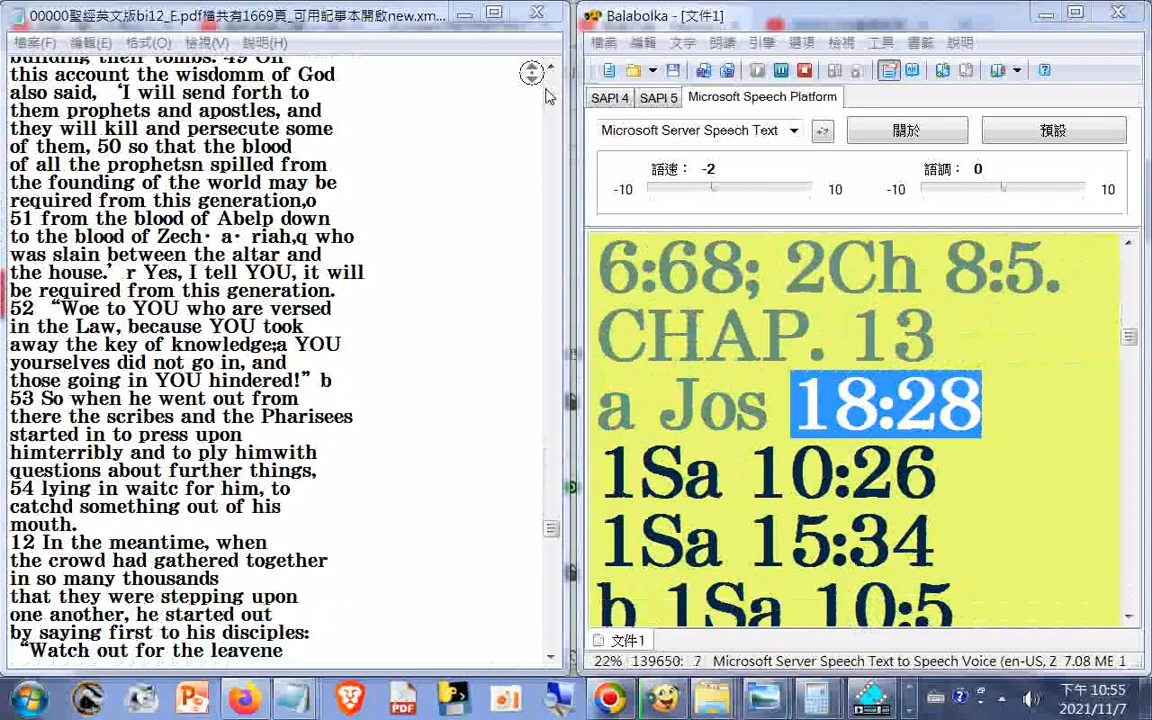 00000聖經英文版bi12_E.pdf檔共有1669頁_可用記事本開啟new.xm...
檔案(F) 編輯(E) 格式(O) 檢視(V) 說明(H)
building their tombs. 49 On
this account the wisdomm of God
also said, ‘I will send forth to
them prophets and apostles, and
they will kill and persecute some
of them, 50 so that the blood
of all the prophetsn spilled from
the founding of the world may be
required from this generation,o
51 from the blood of Abelp down
to the blood of Zech· a· riah,q who
was slain between the altar and
the house.’ r Yes, I tell YOU, it will
be required from this generation.
52 “Woe to YOU who are versed
in the Law, because YOU took
away the key of knowledge;a YOU
yourselves did not go in, and
those going in YOU hindered!” b
53 So when he went out from
there the scribes and the Pharisees
started in to press upon
himterribly and to ply himwith
questions about further things,
54 lying in waitc for him, to
catchd something out of his
mouth.
12 In the meantime, when
the crowd had gathered together
in so many thousands
that they were stepping upon
one another, he started out
by saying first to his disciples:
“Watch out for the leavene
Balabolka - [文件1]
檔案 編輯 文字 朗讀 引擎 選項 檢視 工具 書籤 說明
SAPI 4 SAPI 5 Microsoft Speech Platform
Microsoft Server Speech Text 關於 預設
語速： -2 語調： 0
-10 10 -10 10
6:68; 2Ch 8:5.
CHAP. 13
a Jos 18:28
1Sa 10:26
1Sa 15:34
b 1Sa 10:5
文件1
22% 139650: 7 Microsoft Server Speech Text to Speech Voice (en-US, Z 7.08 ME 1
PDF
下午 10:55
2021/11/7